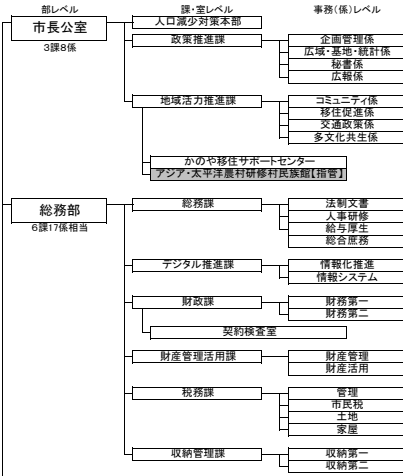 部レベル
課・室レベル
事務(係)レベル
市長公室
3課8係
人口減少対策本部
政策推進課
企画管理係
広域・基地・統計係
秘書係
広報係
地域活力推進課
コミュニティ係
移住促進係
交通政策係
多文化共生係
かのや移住サポートセンター
アジア・太平洋農村研修村民族館【指管】
総務部
6課17係相当
総務課
法制文書
人事研修
給与厚生
総合庶務
デジタル推進課
情報化推進
情報システム
財政課
財務第一
財務第二
契約検査室
財産管理活用課
財産管理
財産活用
税務課
管理
市民税
土地
家屋
収納管理課
収納第一
収納第二